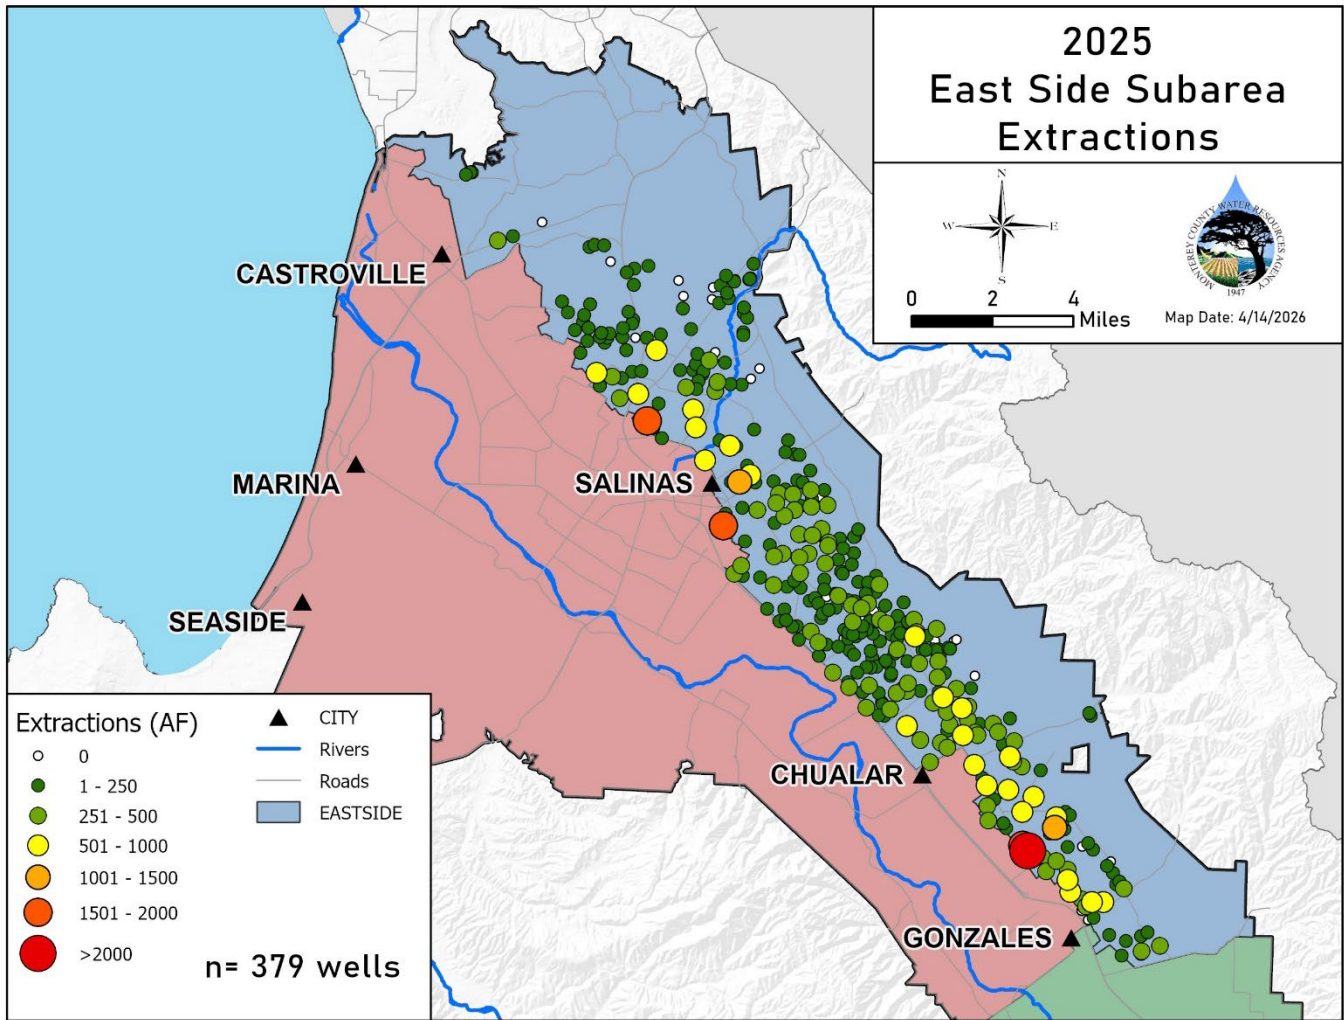 2025
East Side Subarea
Extractions
N
W
E
S
MONTEREY COUNTY WATER RESOURCES AGENCY
1947
0 2 4
Miles
Map Date: 4/14/2026
CASTROVILLE
MARINA
SALINAS
SEASIDE
CHUALAR
GONZALES
Extractions (AF)
0
1 - 250
251 - 500
501 - 1000
1001 - 1500
1501 - 2000
>2000
CITY
Rivers
Roads
EASTSIDE
n= 379 wells